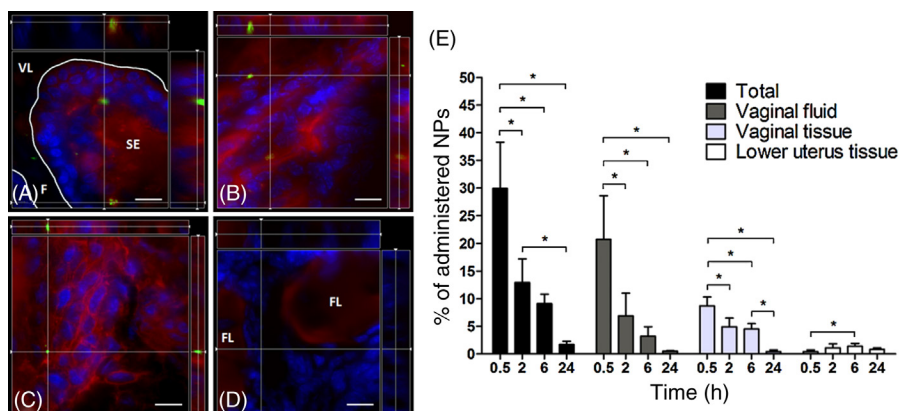 VL
SE
F
(A)
(B)
(C)
FL
FL
(D)
(E)
% of administered NPs
50
45
40
35
30
25
20
15
10
5
0
* * * *
* * *
* * * *
*
Total
Vaginal fluid
Vaginal tissue
Lower uterus tissue
0.5 2 6 24 0.5 2 6 24 0.5 2 6 24 0.5 2 6 24
Time (h)